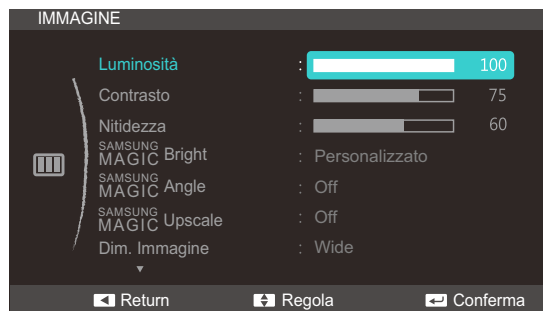 IMMAGINE
Luminosità : 100
Contrasto : 75
Nitidezza : 60
SAMSUNG MAGIC Bright : Personalizzato
SAMSUNG MAGIC Angle : Off
SAMSUNG MAGIC Upscale : Off
Dim. Immagine : Wide
Return Regola Conferma